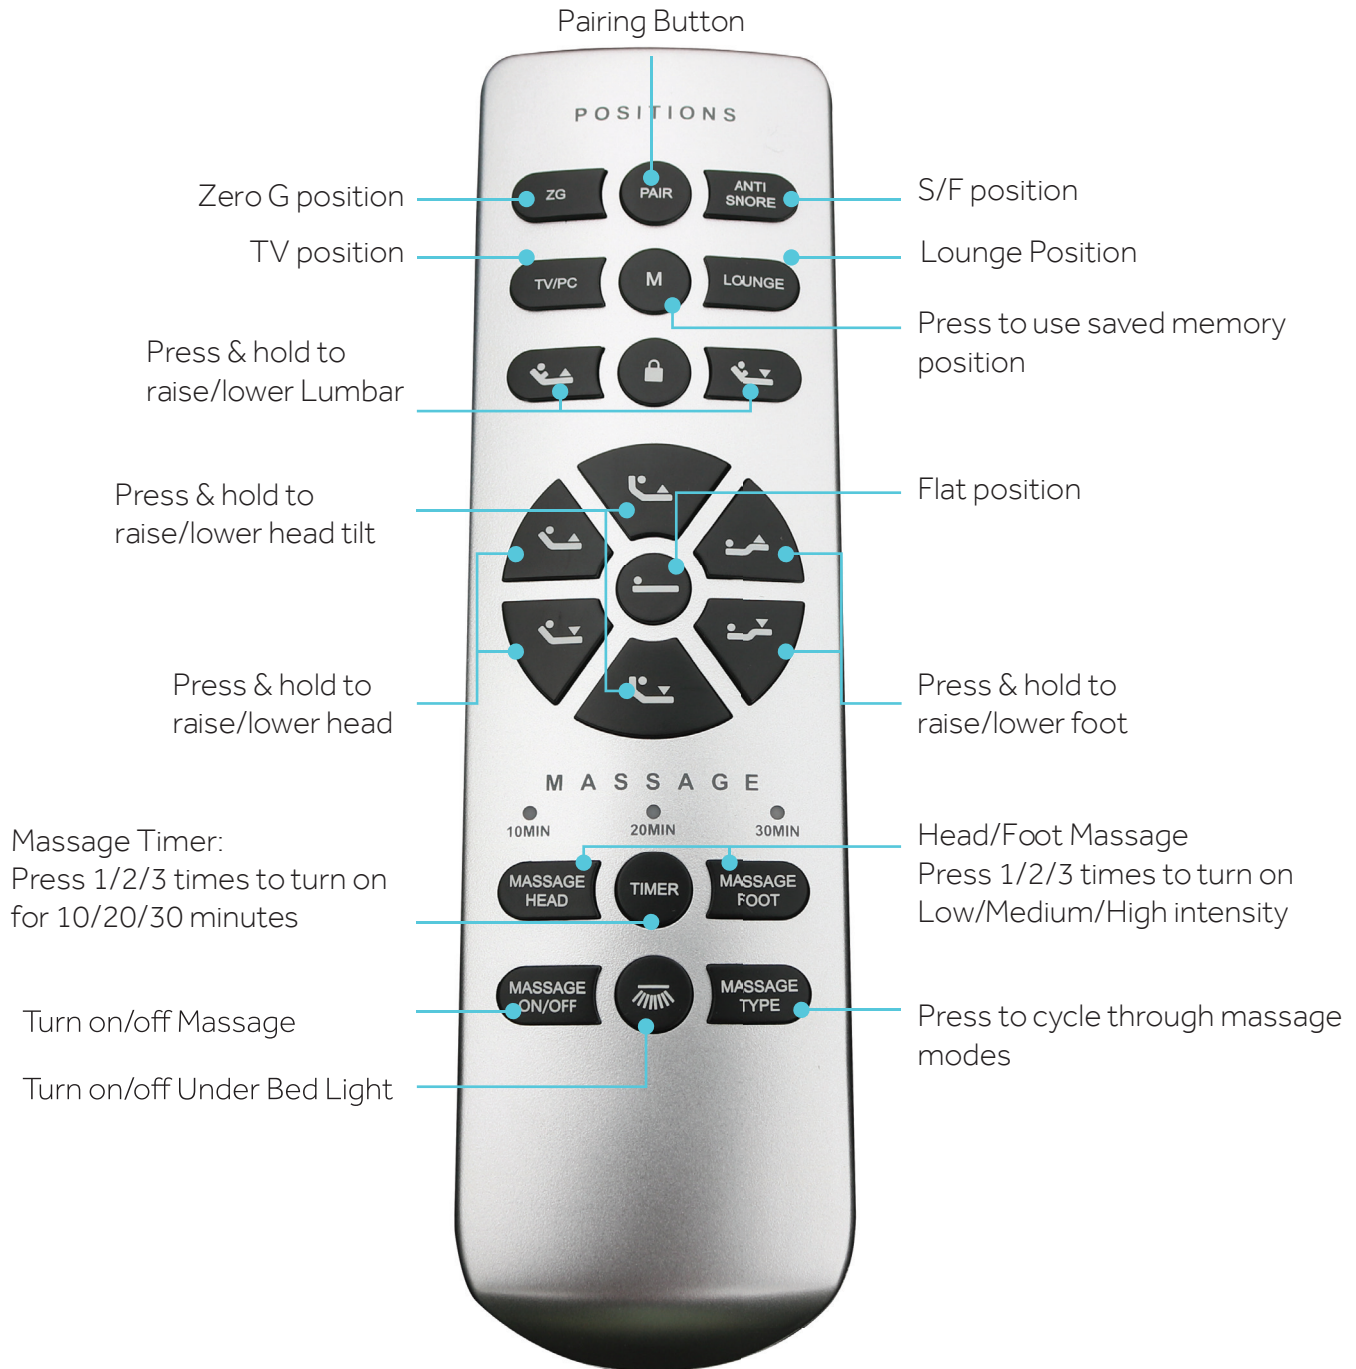 Pairing Button
POSITIONS
ZG
PAIR
ANTI
SNORE
Zero G position
S/F position
TV position
Lounge Position
TV/PC
M
LOUNGE
Press & hold to
raise/lower Lumbar
Press to use saved memory
position
Press & hold to
raise/lower head tilt
Flat position
Press & hold to
raise/lower head
Press & hold to
raise/lower foot
MASSAGE
10MIN
20MIN
30MIN
Massage Timer:
Press 1/2/3 times to turn on
for 10/20/30 minutes
MASSAGE
HEAD
TIMER
MASSAGE
FOOT
Head/Foot Massage
Press 1/2/3 times to turn on
Low/Medium/High intensity
MASSAGE
ON/OFF
MASSAGE
TYPE
Turn on/off Massage
Press to cycle through massage
modes
Turn on/off Under Bed Light